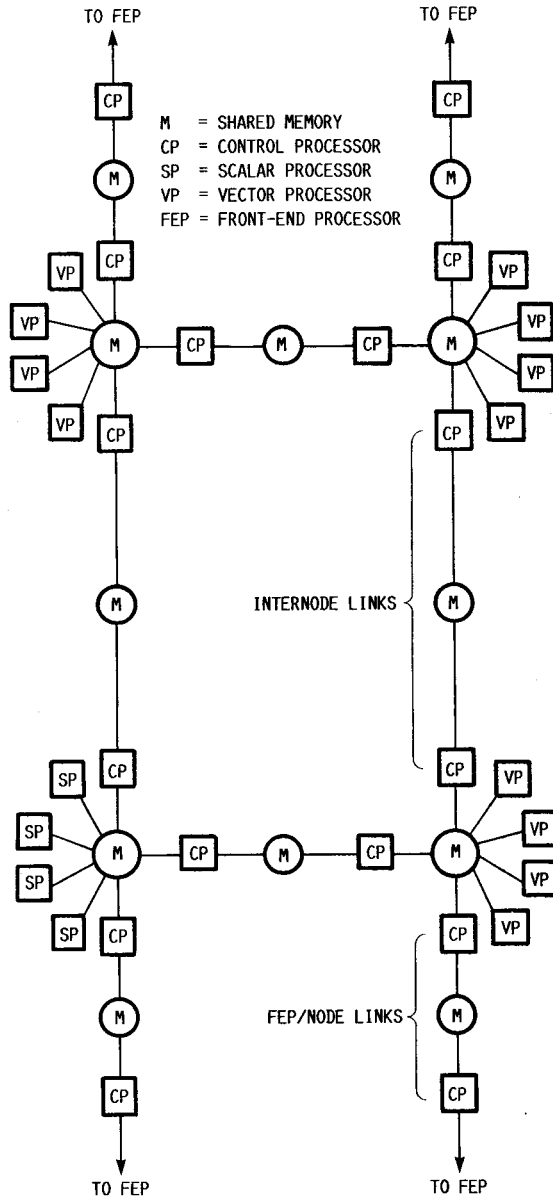 TO FEP
TO FEP
CP
CP
M = SHARED MEMORY
CP = CONTROL PROCESSOR
SP = SCALAR PROCESSOR
VP = VECTOR PROCESSOR
FEP = FRONT-END PROCESSOR
M
M
CP
CP
VP
VP
VP
VP
M
CP
M
CP
M
VP
VP
VP
VP
CP
CP
M
INTERNODE LINKS
M
CP
CP
SP
SP
SP
SP
M
CP
M
CP
M
VP
VP
VP
VP
CP
CP
M
FEP/NODE LINKS
M
CP
CP
TO FEP
TO FEP